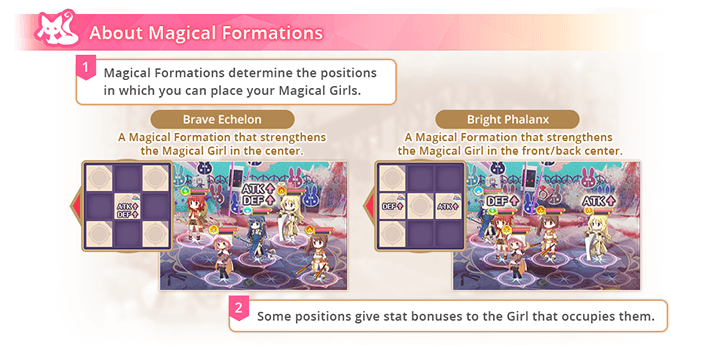 About Magical Formations
1
Magical Formations determine the positions
in which you can place your Magical Girls.
Brave Echelon
A Magical Formation that strengthens
the Magical Girl in the center.
ATK↑
DEF↑
ATK↑
DEF↑
Bright Phalanx
A Magical Formation that strengthens
the Magical Girl in the front/back center.
DEF↑
ATK↑
DEF↑
ATK↑
2
Some positions give stat bonuses to the Girl that occupies them.